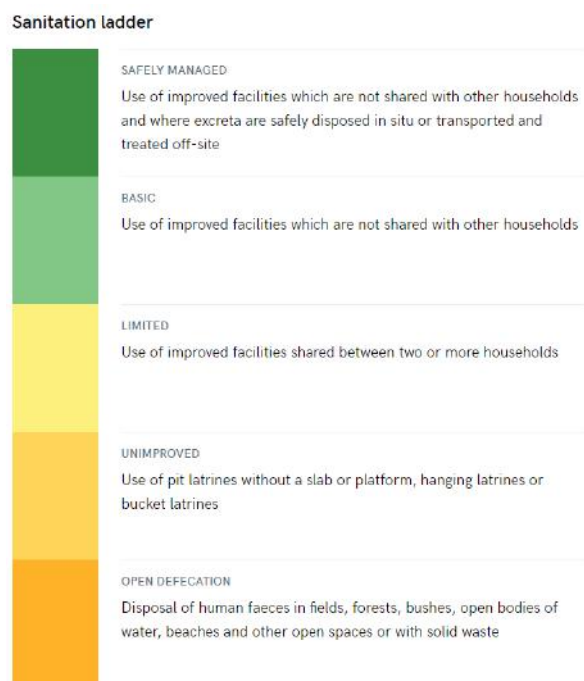 Sanitation ladder
SAFELY MANAGED
Use of improved facilities which are not shared with other households
and where excreta are safely disposed in situ or transported and
treated off-site
BASIC
Use of improved facilities which are not shared with other households
LIMITED
Use of improved facilities shared between two or more households
UNIMPROVED
Use of pit latrines without a slab or platform, hanging latrines or
bucket latrines
OPEN DEFECATION
Disposal of human faeces in fields, forests, bushes, open bodies of
water, beaches and other open spaces or with solid waste